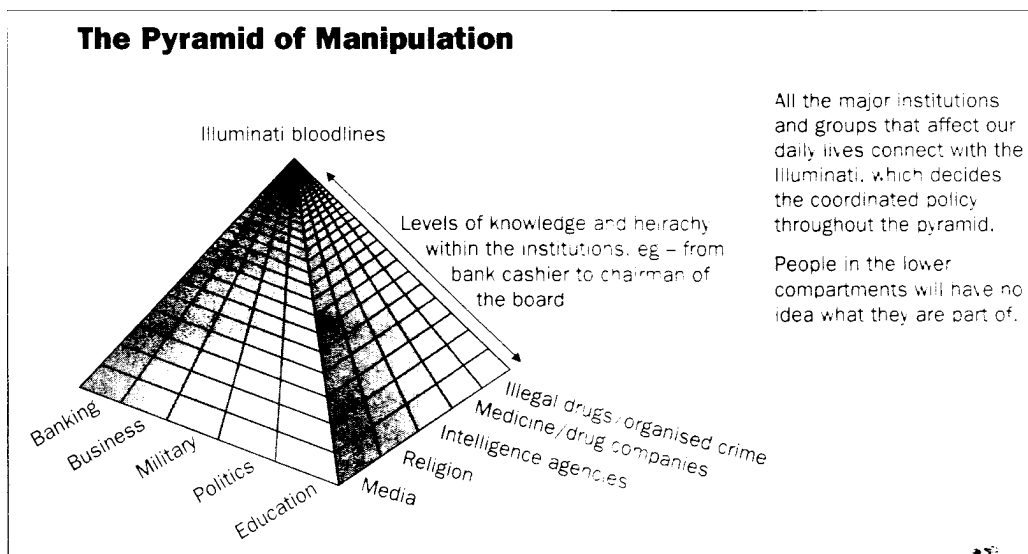 The Pyramid of Manipulation
Illuminati bloodlines
All the major institutions
and groups that affect our
daily lives connect with the
Illuminati, which decides
the coordinated policy
throughout the pyramid.
People in the lower
compartments will have no
idea what they are part of.
Levels of knowledge and heirachy
within the institutions, eg – from
bank cashier to chairman of
the board
Banking
Business
Military
Politics
Education
Media
Religion
Intelligence agencies
Medicine/drug companies
Illegal drugs/organised crime